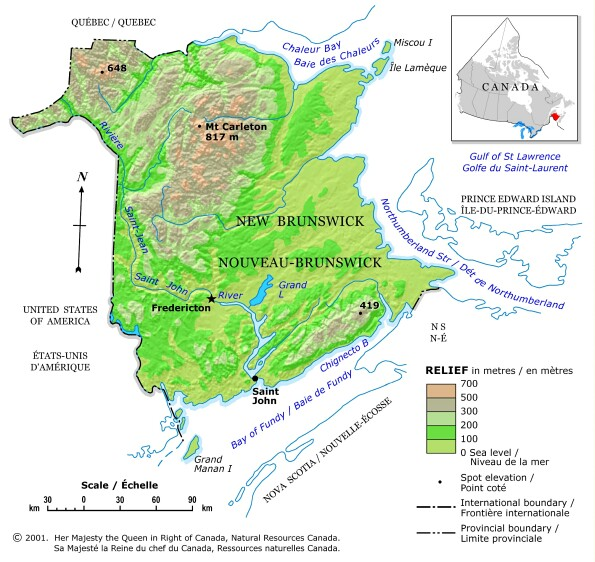 QUÉBEC / QUEBEC
Chaleur Bay
Baie des Chaleurs
Miscou I
Île Lamèque
648
Mt Carleton
817 m
Rivière
Saint-Jean
CANADA
Gulf of St Lawrence
Golfe du Saint-Laurent
PRINCE EDWARD ISLAND
ÎLE-DU-PRINCE-ÉDWARD
N
NEW BRUNSWICK
NOUVEAU-BRUNSWICK
Northumberland Str / Dét de Northumberland
Saint John River
Grand
L
Fredericton
419
UNITED STATES
OF AMERICA
ÉTATS-UNIS
D'AMÉRIQUE
N S
N-É
Chignecto B
Saint
John
Bay of Fundy / Baie de Fundy
NOVA SCOTIA / NOUVELLE-ÉCOSSE
Grand
Manan I
RELIEF in metres / en mètres
700
500
300
200
100
0 Sea level /
Niveau de la mer
Spot elevation /
Point coté
International boundary /
Frontière internationale
Provincial boundary /
Limite provinciale
Scale / Échelle
30 0 30 60 90
km km
© 2001. Her Majesty the Queen in Right of Canada, Natural Resources Canada.
Sa Majesté la Reine du chef du Canada, Ressources naturelles Canada.